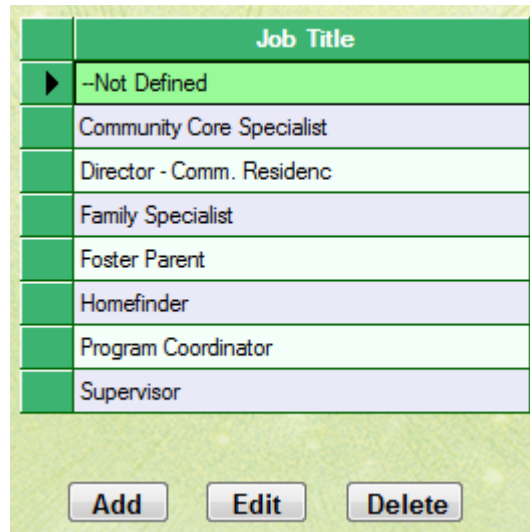 Job Title
--Not Defined
Community Core Specialist
Director - Comm. Residenc
Family Specialist
Foster Parent
Homefinder
Program Coordinator
Supervisor
Add Edit Delete